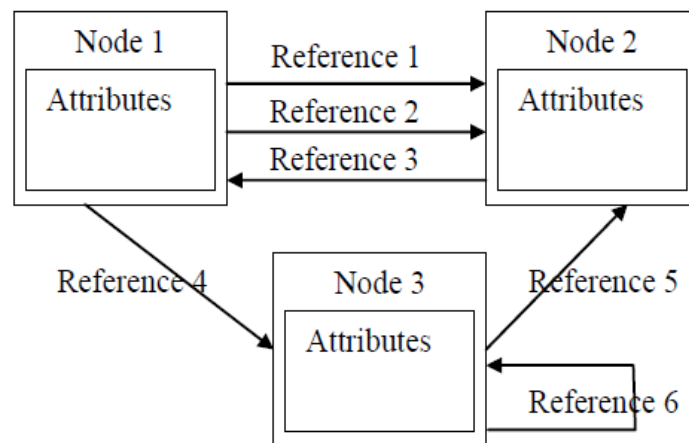 Node 1
Node 2
Reference 1
Attributes
Attributes
Reference 2
Reference 3
Reference 4
Node 3
Reference 5
Attributes
Reference 6